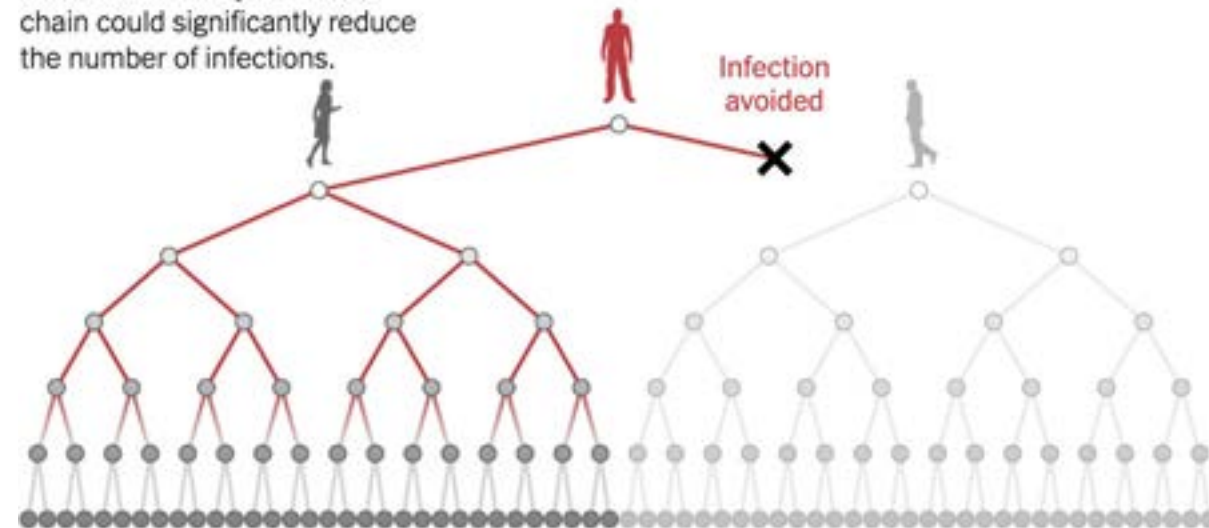 chain could significantly reduce
the number of infections.
Infection
avoided